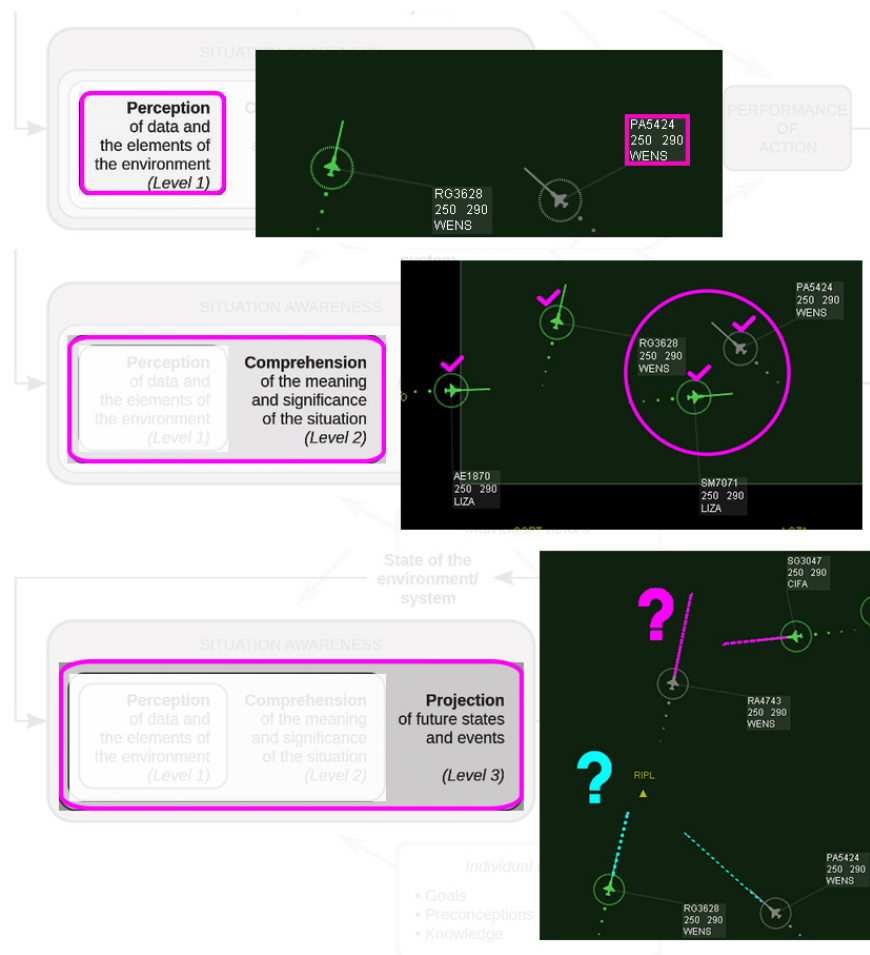 system
SITUATION AWARENESS
Perception
of data and
the elements of
the environment
(Level 1)
PA5424
250 290
WENS
RG3628
250 290
WENS
PERFORMANCE
OF
ACTION
system
SITUATION AWARENESS
Perception
of data and
the elements of
the environment
(Level 1)
Comprehension
of the meaning
and significance
of the situation
(Level 2)
PA5424
250 290
WENS
RG3628
250 290
WENS
AE1870
250 290
LIZA
SM7071
250 290
LIZA
State of the
environment/
system
SITUATION AWARENESS
Perception
of data and
the elements of
the environment
(Level 1)
Comprehension
of the meaning
and significance
of the situation
(Level 2)
Projection
of future states
and events
(Level 3)
SG3047
250 290
CIFA
?
RA4743
250 290
WENS
?
RIPL
PA5424
250 290
WENS
RG3628
250 290
WENS
Individual
• Goals
• Preconceptions
• Knowledge